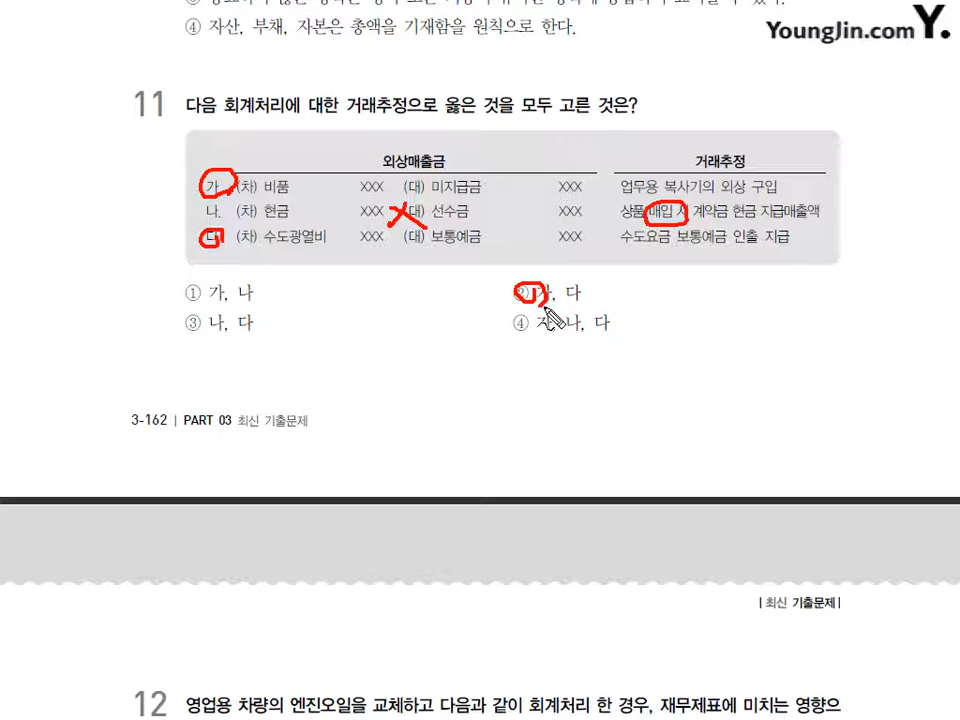 ④ 자산, 부채, 자본은 총액을 기재함을 원칙으로 한다.
YoungJin.com Y.
11 다음 회계처리에 대한 거래추정으로 옳은 것을 모두 고른 것은?
외상매출금 거래추정
가. (차) 비품 XXX (대) 미지급금 XXX 업무용 복사기의 외상 구입
나. (차) 현금 XXX (대) 선수금 XXX 상품 매입 시 계약금 현금 지급매출액
다. (차) 수도광열비 XXX (대) 보통예금 XXX 수도요금 보통예금 인출 지급
① 가, 나 ② 가, 다
③ 나, 다 ④ 가, 나, 다
3-162 | PART 03 최신 기출문제
| 최신 기출문제 |
12 영업용 차량의 엔진오일을 교체하고 다음과 같이 회계처리 한 경우, 재무제표에 미치는 영향으